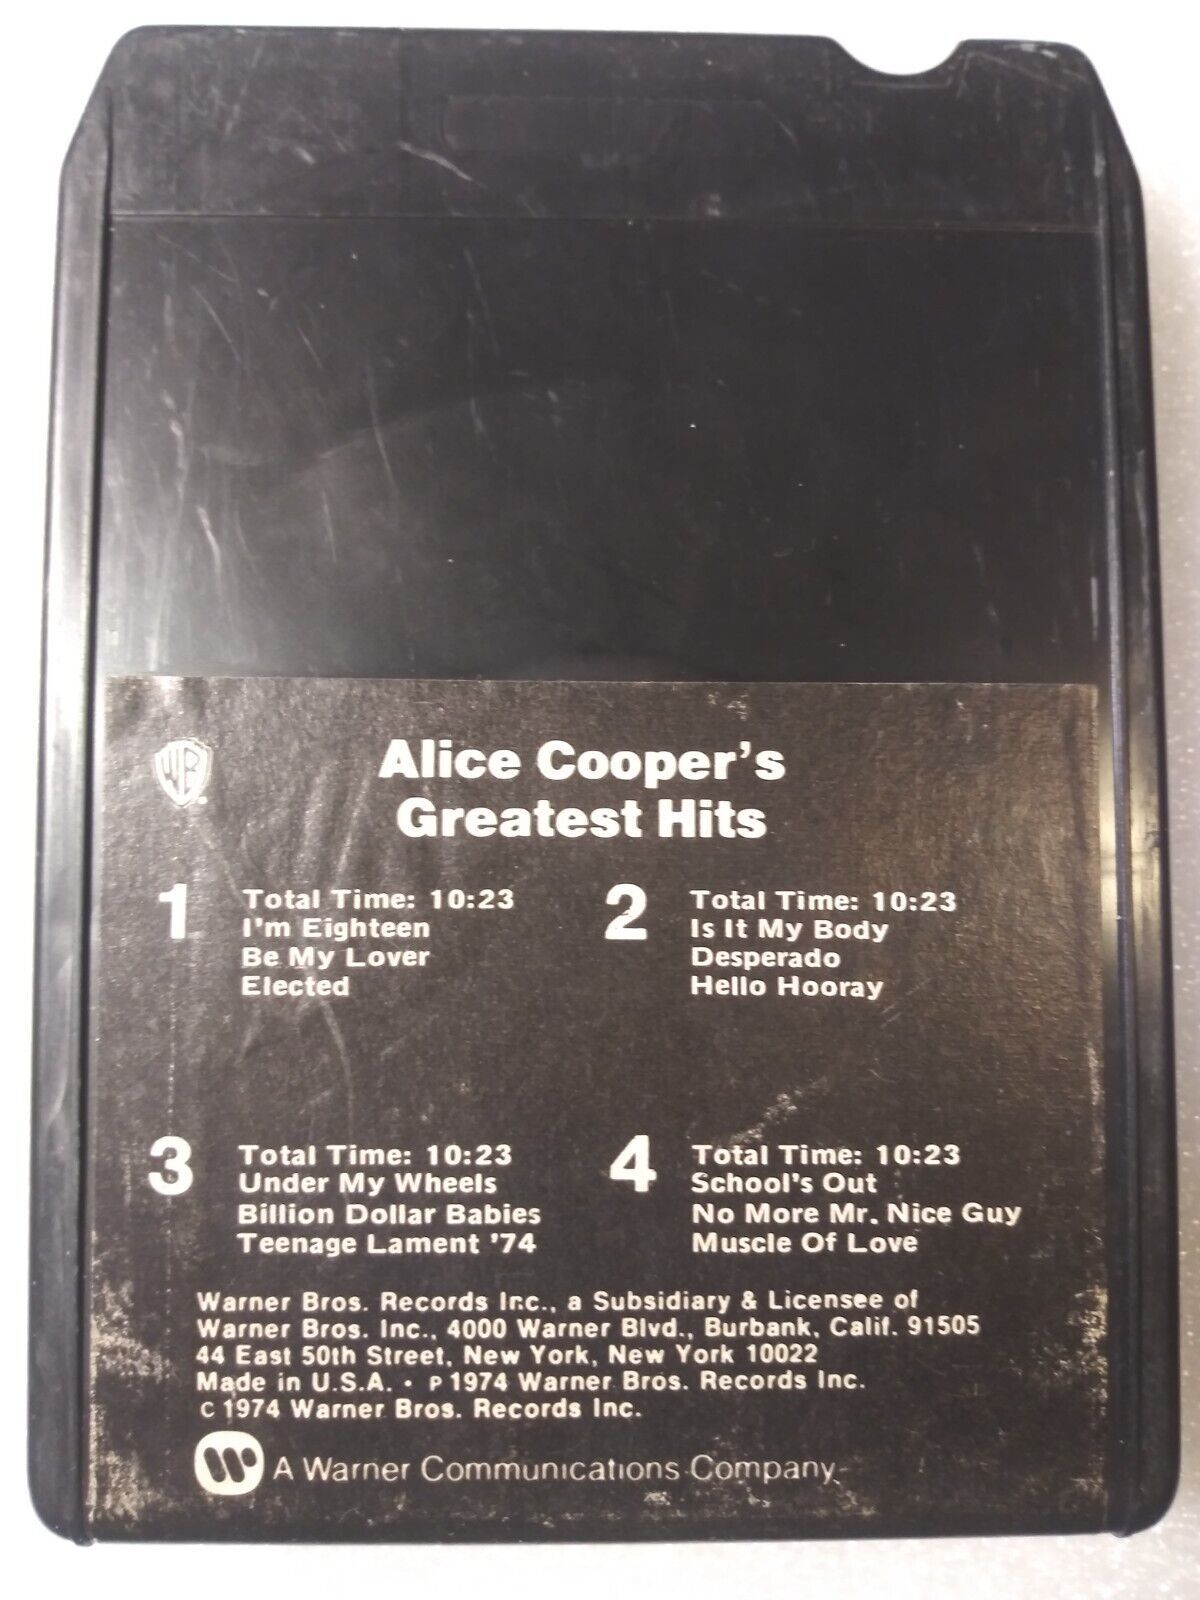 WB
Alice Cooper's
Greatest Hits
1
Total Time: 10:23
I'm Eighteen
Be My Lover
Elected
2
Total Time: 10:23
Is It My Body
Desperado
Hello Hooray
3
Total Time: 10:23
Under My Wheels
Billion Dollar Babies
Teenage Lament '74
4
Total Time: 10:23
School's Out
No More Mr. Nice Guy
Muscle Of Love
Warner Bros. Records Inc., a Subsidiary & Licensee of
Warner Bros. Inc., 4000 Warner Blvd., Burbank, Calif. 91505
44 East 50th Street, New York, New York 10022
Made in U.S.A. • P 1974 Warner Bros. Records Inc.
C 1974 Warner Bros. Records Inc.
A Warner Communications Company